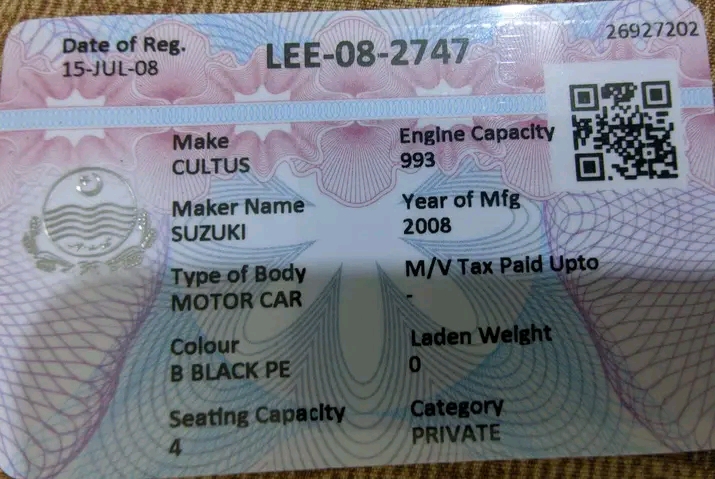 Date of Reg.
15-JUL-08
LEE-08-2747
26927202
Make
CULTUS
Engine Capacity
993
Maker Name
SUZUKI
Year of Mfg
2008
Type of Body
MOTOR CAR
M/V Tax Paid Upto
-
Colour
B BLACK PE
Laden Weight
0
Seating Capacity
4
Category
PRIVATE